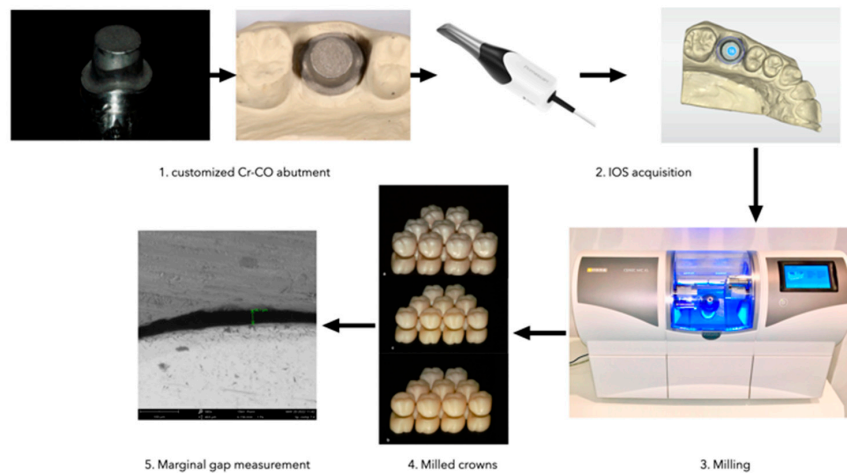 1. customized Cr-CO abutment
2. IOS acquisition
5. Marginal gap measurement
4. Milled crowns
3. Milling